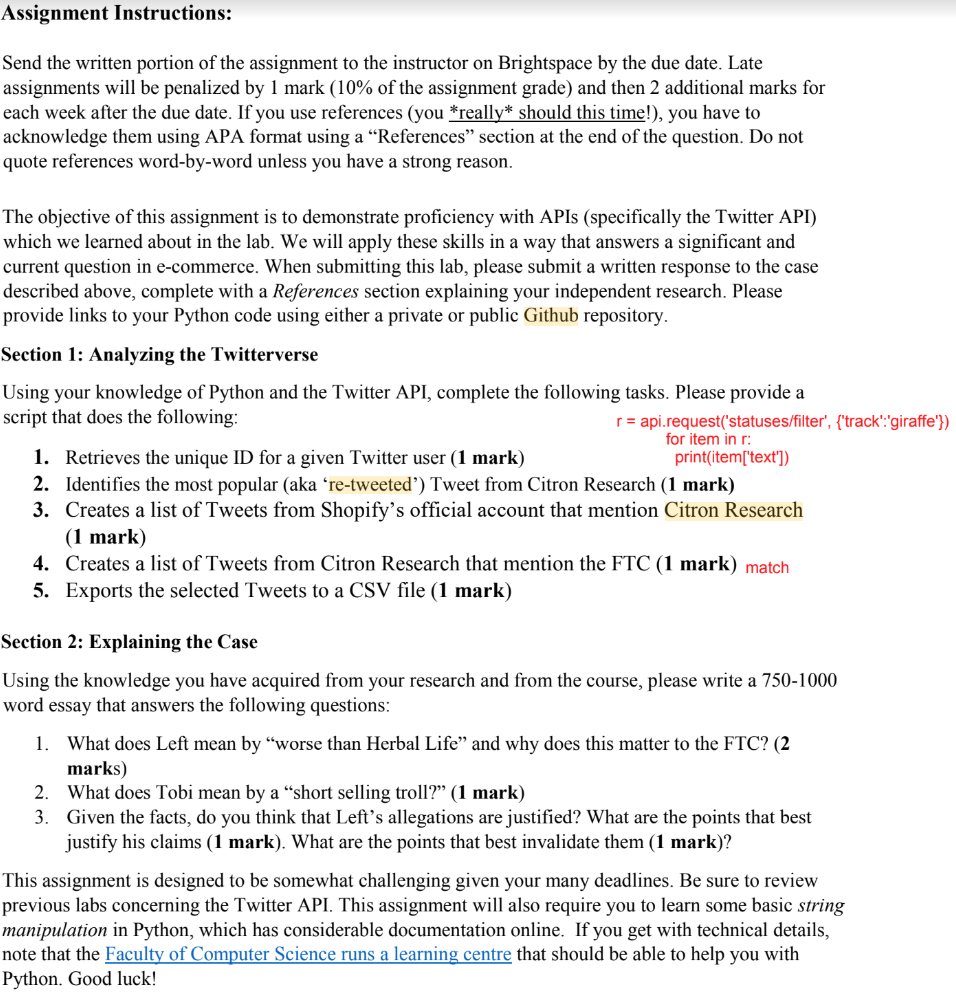 Assignment Instructions:
Send the written portion of the assignment to the instructor on Brightspace by the due date. Late
assignments will be penalized by 1 mark (10% of the assignment grade) and then 2 additional marks for
each week after the due date. If you use references (you *really* should this time!), you have to
acknowledge them using APA format using a “References” section at the end of the question. Do not
quote references word-by-word unless you have a strong reason.
The objective of this assignment is to demonstrate proficiency with APIs (specifically the Twitter API)
which we learned about in the lab. We will apply these skills in a way that answers a significant and
current question in e-commerce. When submitting this lab, please submit a written response to the case
described above, complete with a References section explaining your independent research. Please
provide links to your Python code using either a private or public Github repository.
Section 1: Analyzing the Twitterverse
Using your knowledge of Python and the Twitter API, complete the following tasks. Please provide a
script that does the following:
r = api.request('statuses/filter', {'track':'giraffe'})
for item in r:
print(item['text'])
1. Retrieves the unique ID for a given Twitter user (1 mark)
2. Identifies the most popular (aka ‘re-tweeted’) Tweet from Citron Research (1 mark)
3. Creates a list of Tweets from Shopify’s official account that mention Citron Research
(1 mark)
4. Creates a list of Tweets from Citron Research that mention the FTC (1 mark) match
5. Exports the selected Tweets to a CSV file (1 mark)
Section 2: Explaining the Case
Using the knowledge you have acquired from your research and from the course, please write a 750-1000
word essay that answers the following questions:
1. What does Left mean by “worse than Herbal Life” and why does this matter to the FTC? (2
marks)
2. What does Tobi mean by a “short selling troll?” (1 mark)
3. Given the facts, do you think that Left’s allegations are justified? What are the points that best
justify his claims (1 mark). What are the points that best invalidate them (1 mark)?
This assignment is designed to be somewhat challenging given your many deadlines. Be sure to review
previous labs concerning the Twitter API. This assignment will also require you to learn some basic string
manipulation in Python, which has considerable documentation online. If you get with technical details,
note that the Faculty of Computer Science runs a learning centre that should be able to help you with
Python. Good luck!